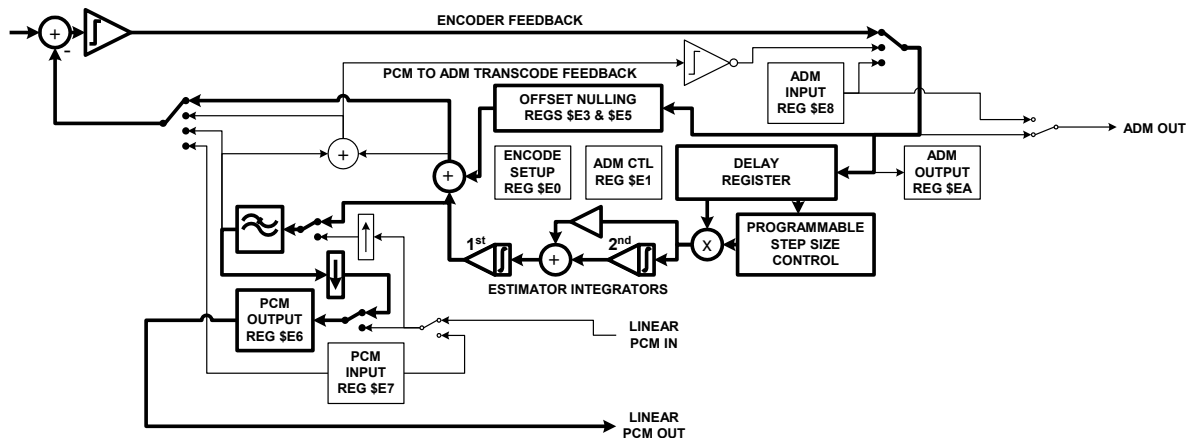 ENCODER FEEDBACK
-
PCM TO ADM TRANSCODE FEEDBACK
ADM
INPUT
REG $E8
OFFSET NULLING
REGS $E3 & $E5
ADM OUT
+
+
+
ENCODE
SETUP
REG $E0
ADM CTL
REG $E1
DELAY
REGISTER
ADM
OUTPUT
REG $EA
PROGRAMMABLE
STEP SIZE
CONTROL
X
1st
+
2nd
ESTIMATOR INTEGRATORS
PCM
OUTPUT
REG $E6
LINEAR
PCM IN
PCM
INPUT
REG $E7
LINEAR
PCM OUT